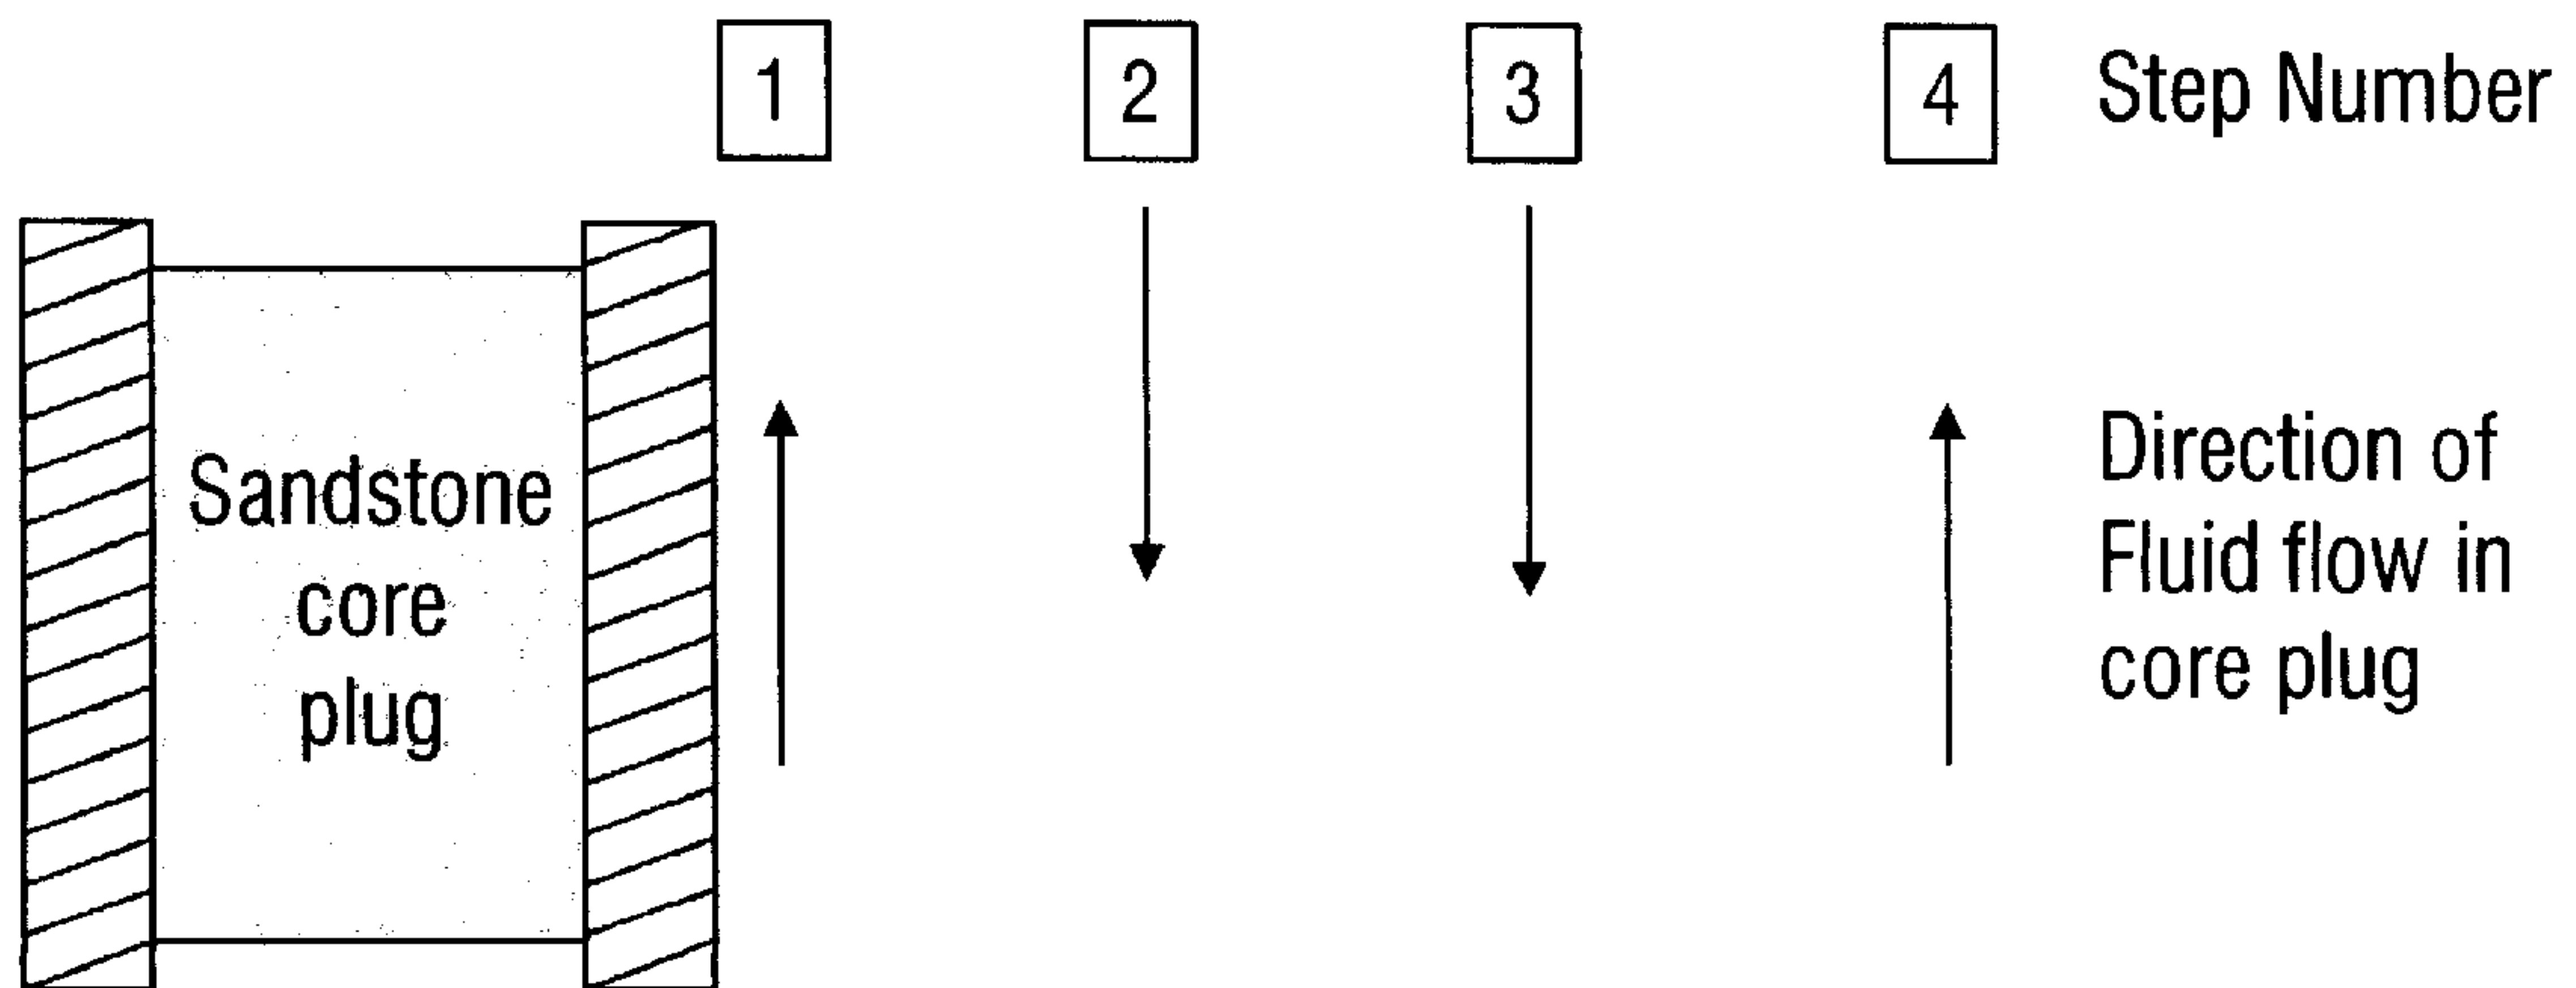 1
2
3
4
Step Number
Sandstone
core
plug
Direction of
Fluid flow in
core plug